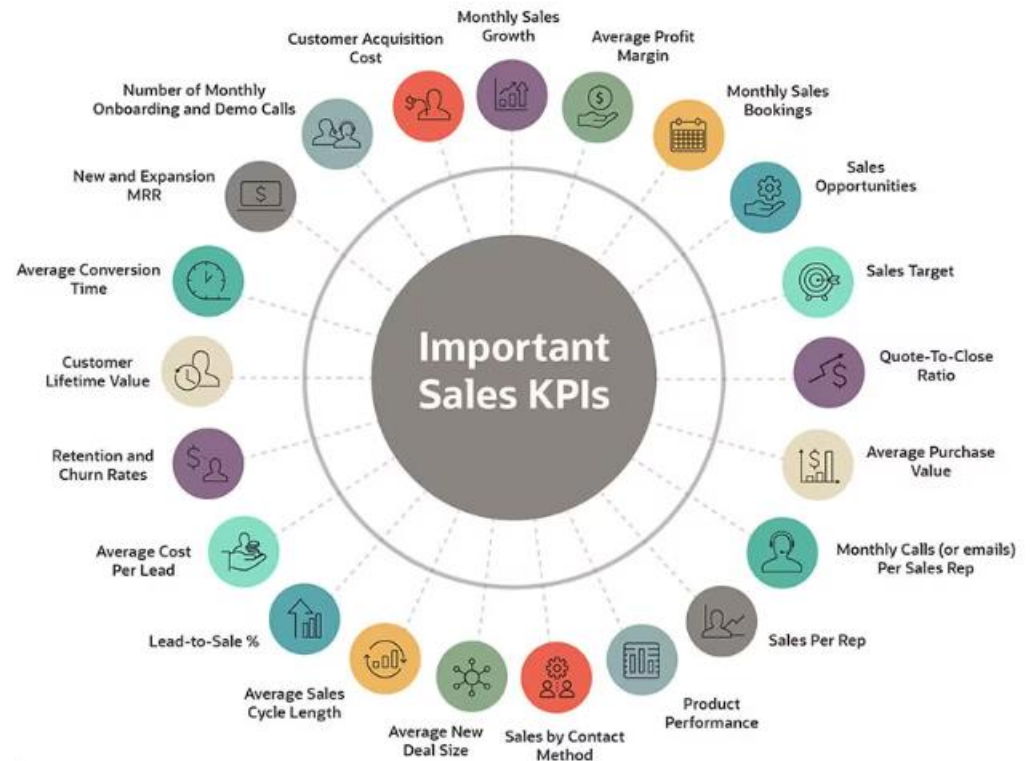 Important
Sales KPIs
Monthly Sales
Growth
Average Profit
Margin
Monthly Sales
Bookings
Sales
Opportunities
Sales Target
Quote-To-Close
Ratio
Average Purchase
Value
Monthly Calls (or emails)
Per Sales Rep
Sales Per Rep
Product
Performance
Sales by Contact
Method
Average New
Deal Size
Average Sales
Cycle Length
Lead-to-Sale %
Average Cost
Per Lead
Retention and
Churn Rates
Customer
Lifetime Value
Average Conversion
Time
New and Expansion
MRR
Number of Monthly
Onboarding and Demo Calls
Customer Acquisition
Cost